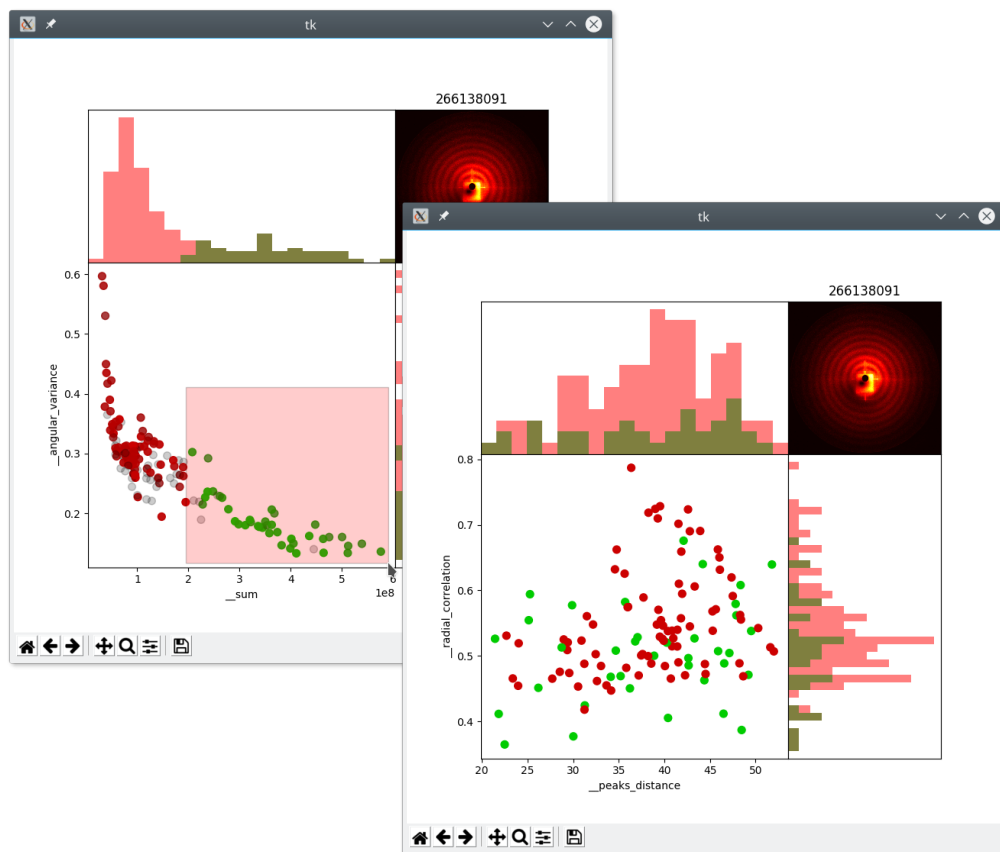 tk
266138091
0.6
0.5
0.4
0.3
0.2
__angular_variance
1 2 3 4 5 6
__sum
1e8
tk
266138091
0.8
0.7
0.6
0.5
0.4
__radial_correlation
20 25 30 35 40 45 50
__peaks_distance